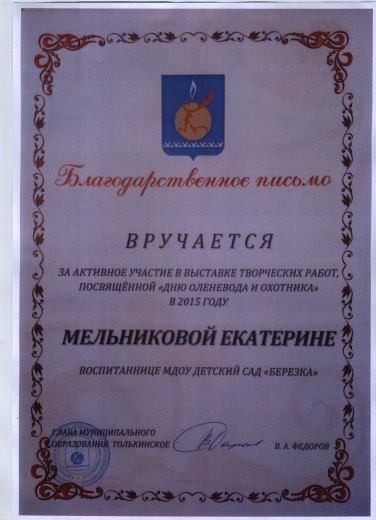 Благодарственное письмо
ВРУЧАЕТСЯ
ЗА АКТИВНОЕ УЧАСТИЕ В ВЫСТАВКЕ ТВОРЧЕСКИХ РАБОТ,
ПОСВЯЩЁННОЙ «ДНЮ ОЛЕНЕВОДА И ОХОТНИКА»
В 2015 ГОДУ
МЕЛЬНИКОВОЙ ЕКАТЕРИНЕ
ВОСПИТАННИЦЕ МДОУ ДЕТСКИЙ САД «БЕРЕЗКА»
ГЛАВА МУНИЦИПАЛЬНОГО
ОБРАЗОВАНИЯ ТОЛЬКИНСКОЕ В. А. ФЕДОРОВ